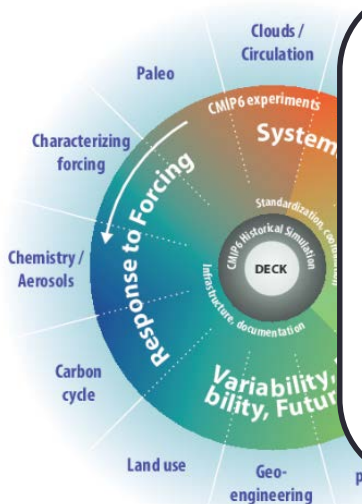 Clouds /
Circulation
Paleo
CMIP6 experiments
System
Characterizing
forcing
Response to Forcing
Standardization,
CMIP6 Historical Simulation
DECK
Chemistry /
Aerosols
Infrastructure, documentation
Carbon
cycle
Variability,
bility, Futur
Land use
Geo-
engineering
p